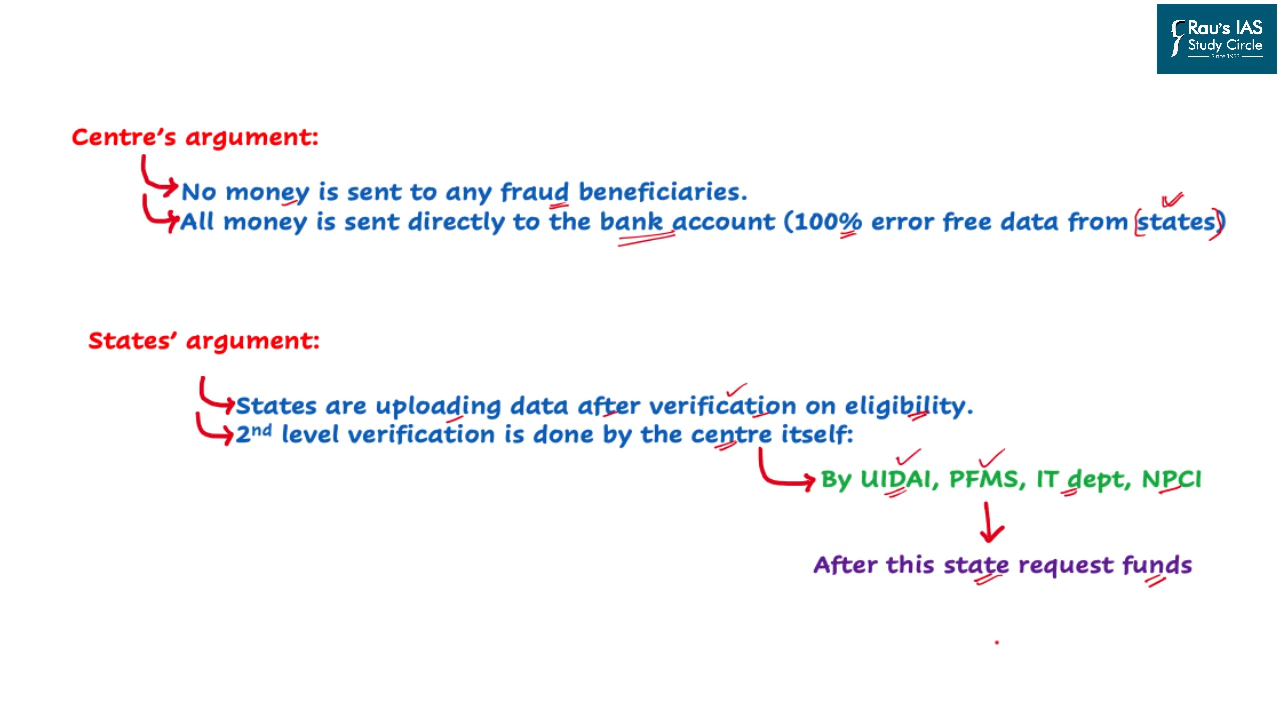 Rau's IAS
Study Circle
Centre's argument:
No money is sent to any fraud beneficiaries.
All money is sent directly to the bank account (100% error free data from states)
States' argument:
States are uploading data after verification on eligibility.
2nd level verification is done by the centre itself:
By UIDAI, PFMS, IT dept, NPCI
After this state request funds